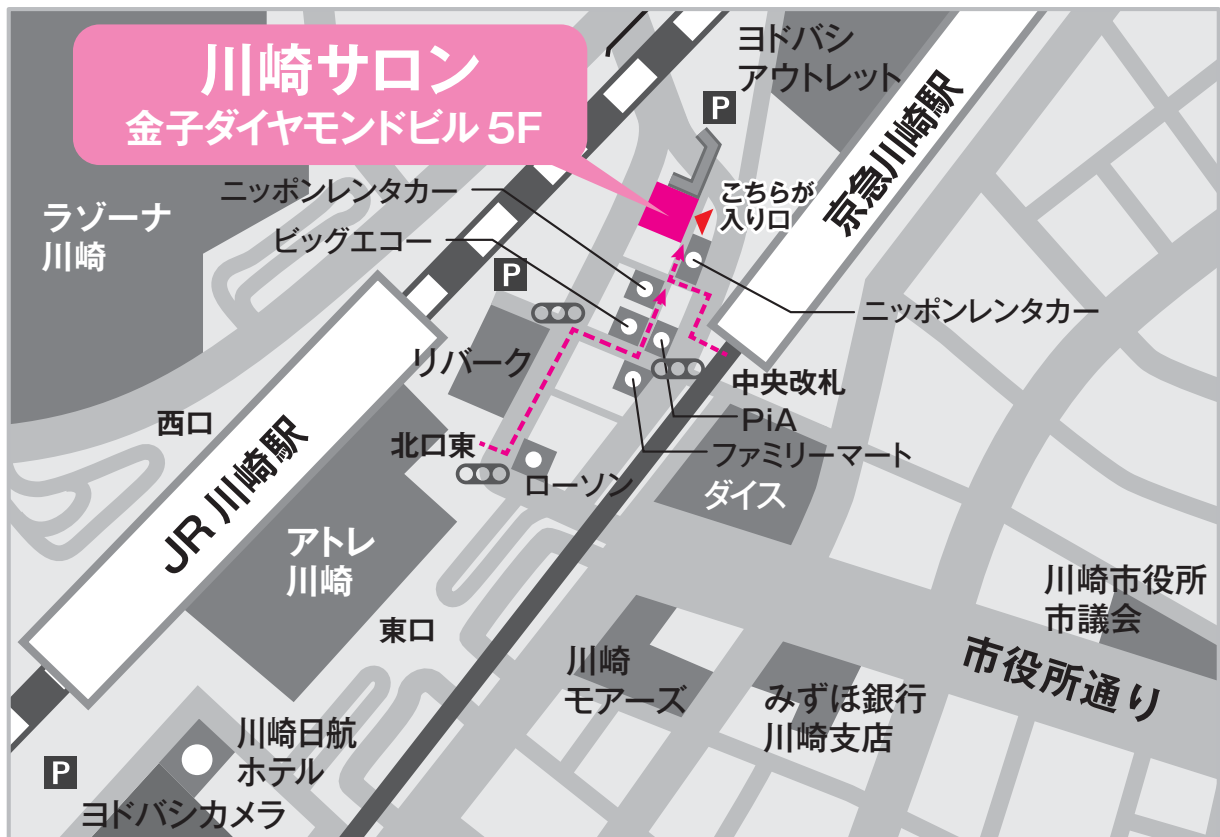 川崎サロン
金子ダイヤモンドビル 5F
ヨドバシ
アウトレット
P
京急川崎駅
ニッポンレンタカー
こちらが
入り口
ラゾーナ
川崎
ビッグエコー
P
ニッポンレンタカー
リバーク
中央改札
西口
PiA
北口東
ファミリーマート
ローソン
ダイス
JR 川崎駅
アトレ
川崎
東口
川崎市役所
市議会
川崎
モアーズ
市役所通り
みずほ銀行
川崎支店
川崎日航
ホテル
P
ヨドバシカメラ